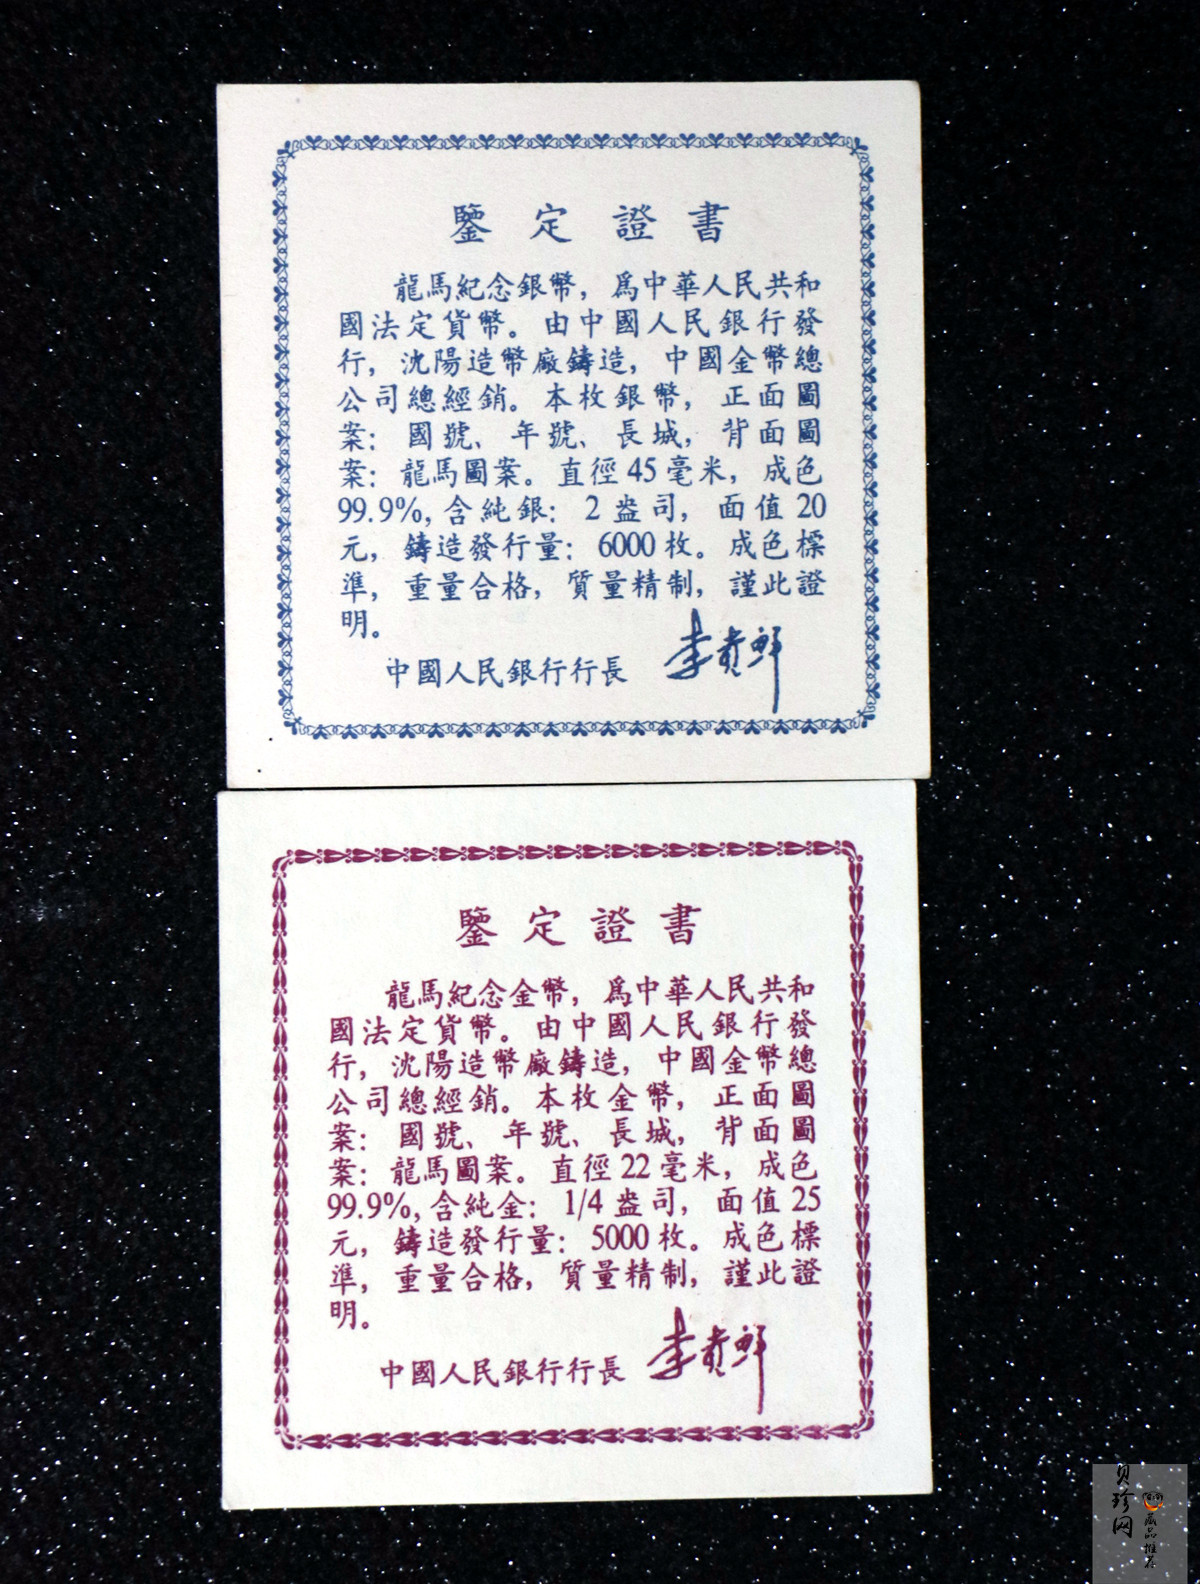 鑒定證書
龍馬紀念銀幣，爲中華人民共和
國法定貨幣。由中國人民銀行發
行，沈陽造幣廠鑄造，中國金幣總
公司總經銷。本枚銀幣，正面圖
案：國號、年號、長城，背面圖
案：龍馬圖案。直徑45毫米，成色
99.9%,含純銀：2盎司，面值20
元，鑄造發行量：6000枚。成色標
準，重量合格，質量精制，謹此證
明。
中國人民銀行行長 李貴鮮
鑒定證書
龍馬紀念金幣，爲中華人民共和
國法定貨幣。由中國人民銀行發
行，沈陽造幣廠鑄造，中國金幣總
公司總經銷。本枚金幣，正面圖
案：國號、年號、長城，背面圖
案：龍馬圖案。直徑22毫米，成色
99.9%,含純金：1/4盎司，面值25
元，鑄造發行量：5000枚。成色標
準，重量合格，質量精制，謹此證
明。
中國人民銀行行長 李貴鮮
贝珍网
藏品推荐